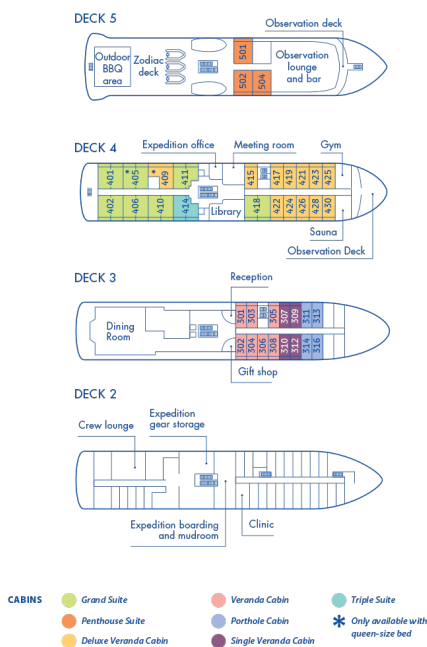 DECK 5
Observation deck
Outdoor
BBQ
area
Zodiac
deck
501
502
504
Observation
lounge
and bar
DECK 4
Expedition office
Meeting room
Gym
401
*
405
*
409
411
415
417
419
421
423
425
402
406
410
414
Library
418
422
424
426
428
430
Sauna
Observation Deck
DECK 3
Reception
Dining
Room
301
303
305
307
309
311
313
302
304
306
308
310
312
314
316
Gift shop
DECK 2
Crew lounge
Expedition
gear storage
Expedition boarding
and mudroom
Clinic
CABINS
Grand Suite
Penthouse Suite
Deluxe Veranda Cabin
Veranda Cabin
Porthole Cabin
Single Veranda Cabin
Triple Suite
* Only available with
queen-size bed